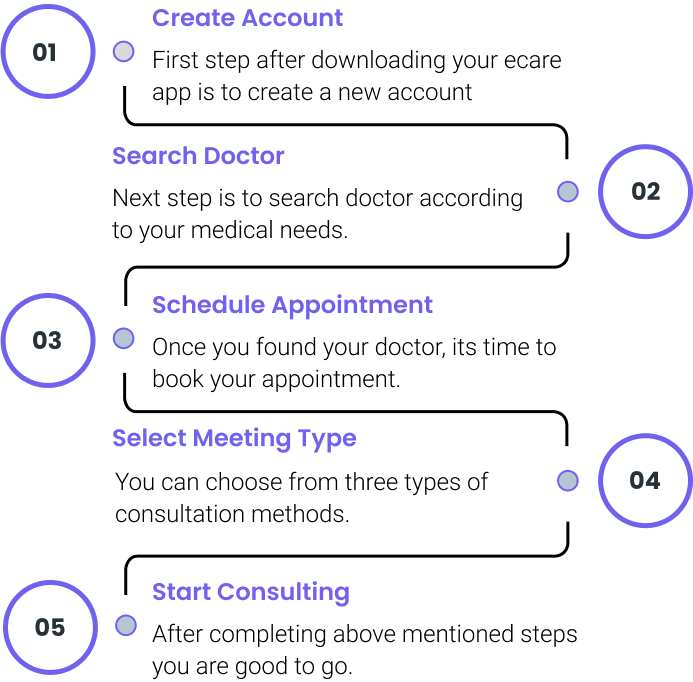 01
Create Account
First step after downloading your ecare
app is to create a new account
Search Doctor
Next step is to search doctor according
to your medical needs.
02
03
Schedule Appointment
Once you found your doctor, its time to
book your appointment.
Select Meeting Type
You can choose from three types of
consultation methods.
04
05
Start Consulting
After completing above mentioned steps
you are good to go.